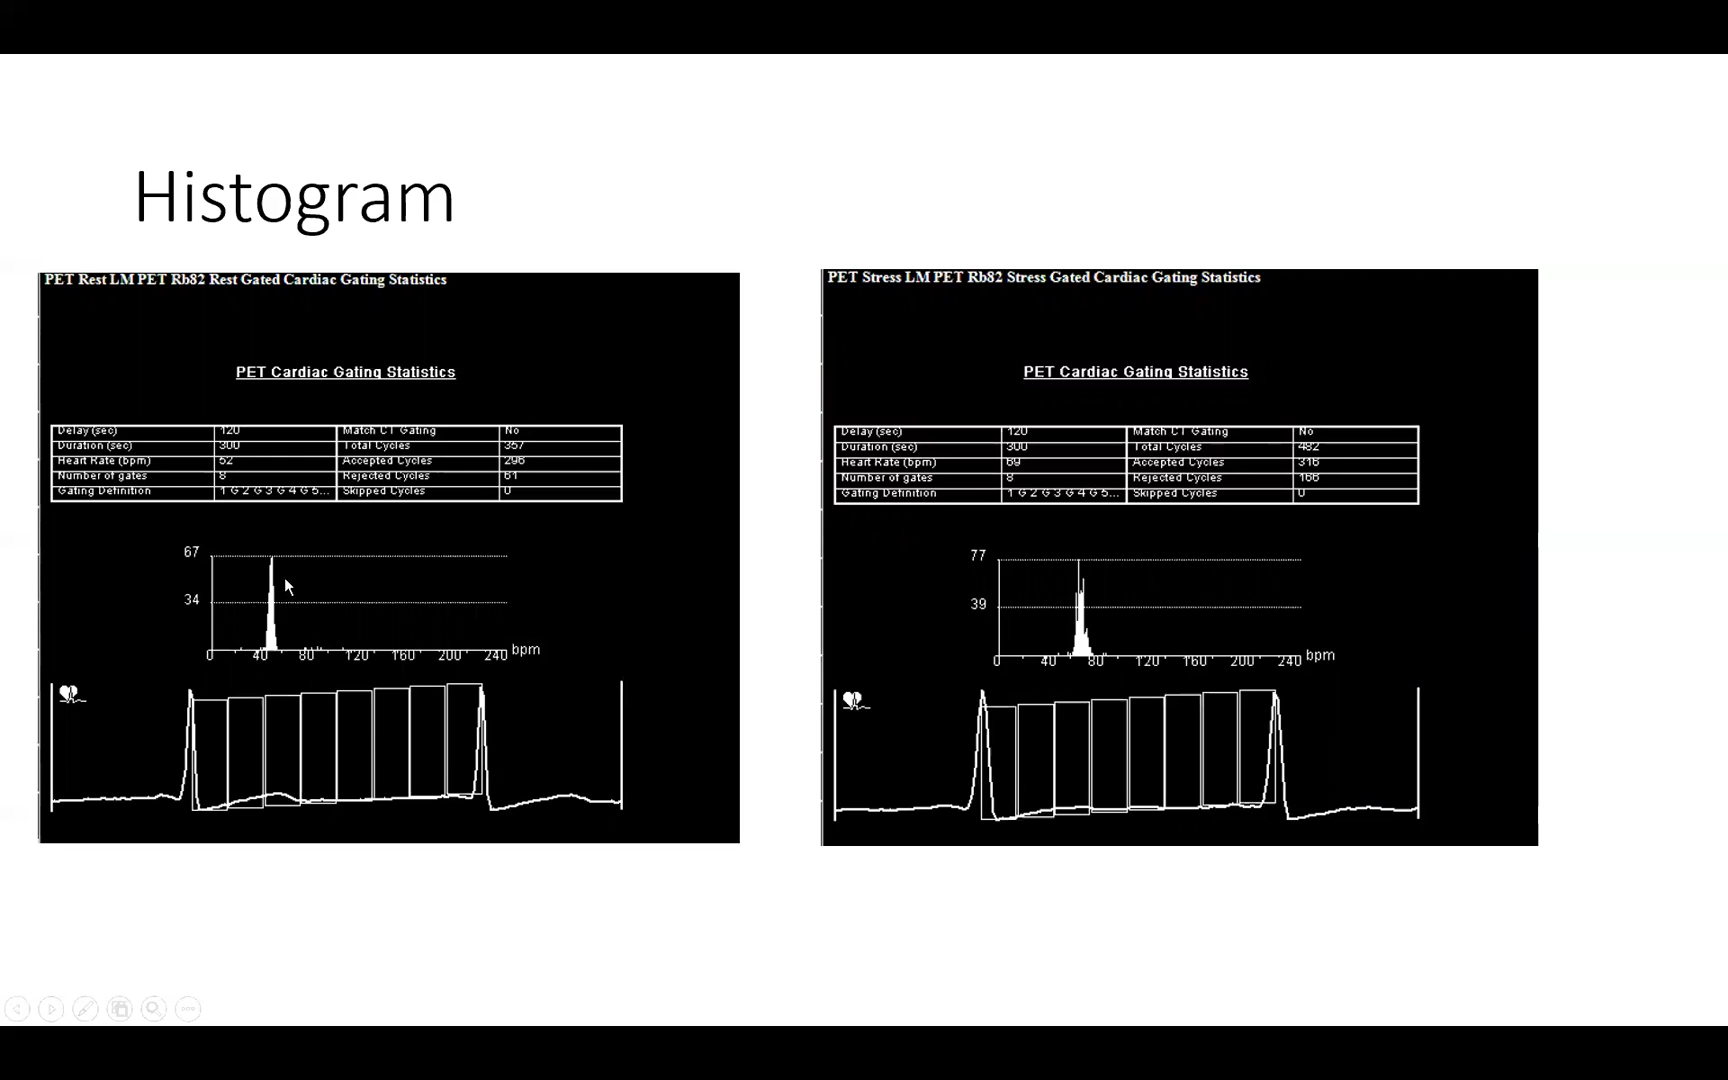 Histogram
PET Rest LM PET Rb82 Rest Gated Cardiac Gating Statistics
PET Cardiac Gating Statistics
Delay (sec) 120 Match CT Gating No
Duration (sec) 300 Total Cycles 357
Heart Rate (bpm) 52 Accepted Cycles 296
Number of gates 8 Rejected Cycles 61
Gating Definition 1 G 2 G 3 G 4 G 5... Skipped Cycles 0
67
34
0 40 80 120 160 200 240 bpm
PET Stress LM PET Rb82 Stress Gated Cardiac Gating Statistics
PET Cardiac Gating Statistics
Delay (sec) 120 Match CT Gating No
Duration (sec) 300 Total Cycles 482
Heart Rate (bpm) 69 Accepted Cycles 316
Number of gates 8 Rejected Cycles 166
Gating Definition 1 G 2 G 3 G 4 G 5... Skipped Cycles 0
77
39
0 40 80 120 160 200 240 bpm